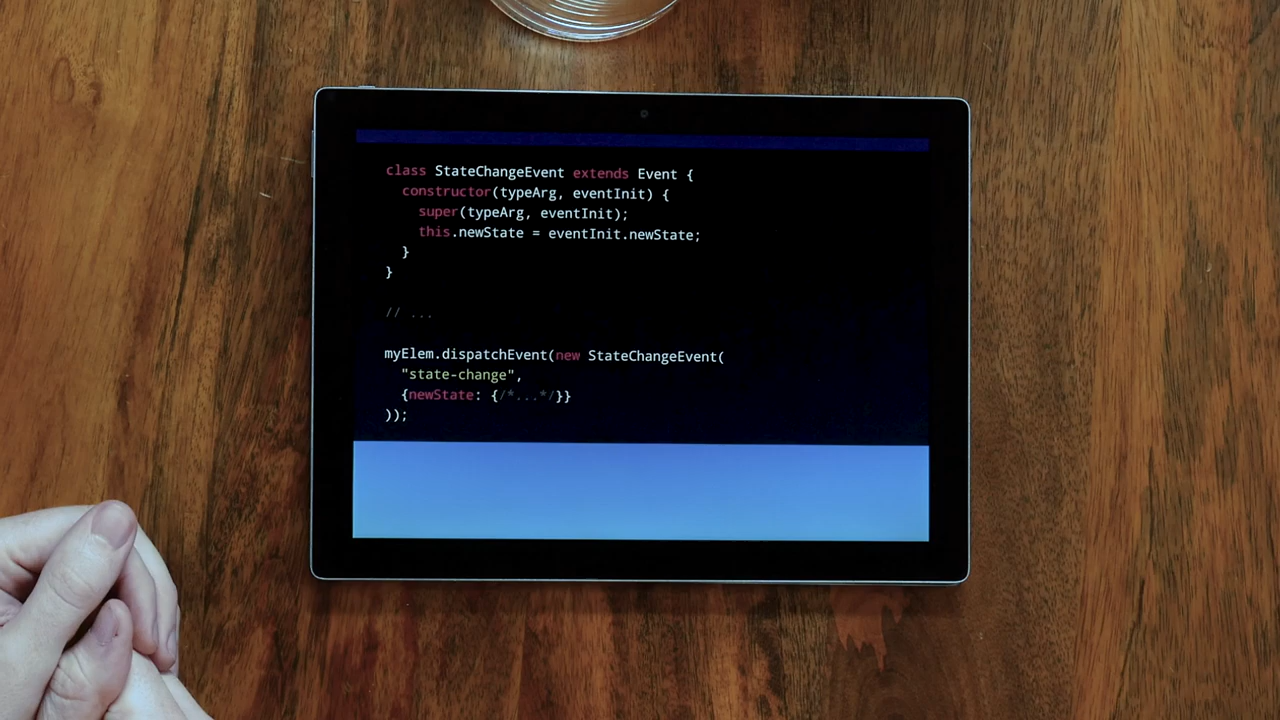 class StateChangeEvent extends Event {
  constructor(typeArg, eventInit) {
    super(typeArg, eventInit);
    this.newState = eventInit.newState;
  }
}
// ...
myElem.dispatchEvent(new StateChangeEvent(
  "state-change",
  {newState: {/*...*/}}
));